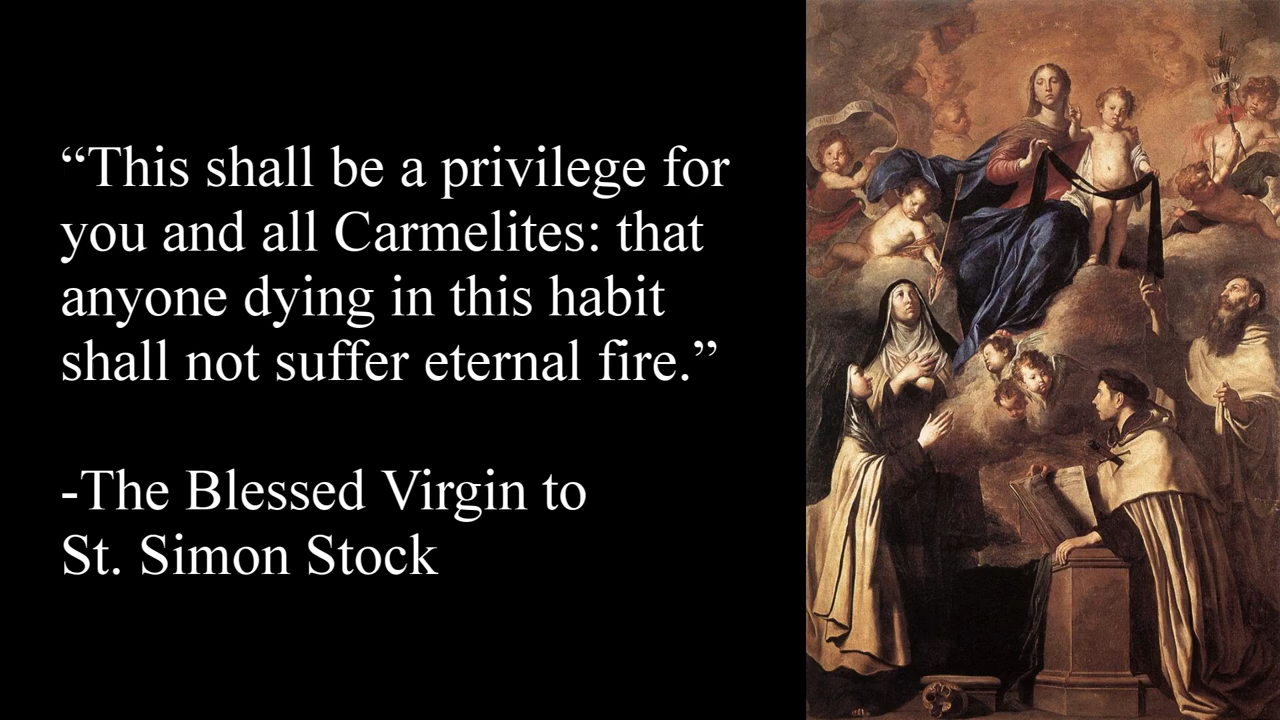 “This shall be a privilege for
you and all Carmelites: that
anyone dying in this habit
shall not suffer eternal fire.”
-The Blessed Virgin to
St. Simon Stock